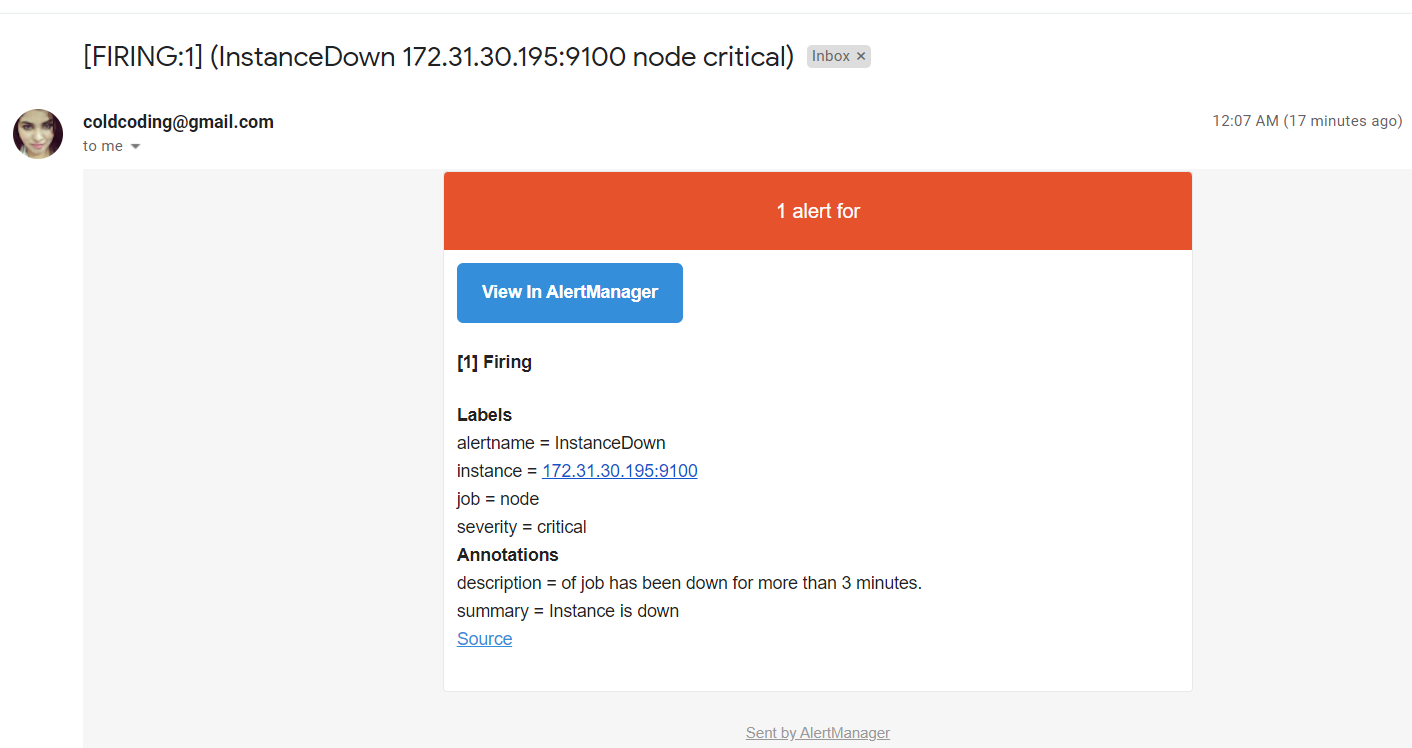 [FIRING:1] (InstanceDown 172.31.30.195:9100 node critical) Inbox ×
coldcoding@gmail.com 12:07 AM (17 minutes ago)
to me
1 alert for
View In AlertManager
[1] Firing
Labels
alertname = InstanceDown
instance = 172.31.30.195:9100
job = node
severity = critical
Annotations
description = of job has been down for more than 3 minutes.
summary = Instance is down
Source
Sent by AlertManager